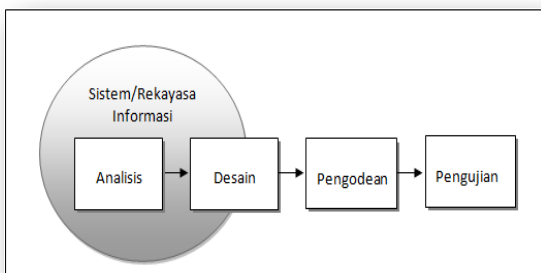 Sistem/Rekayasa
Informasi
Analisis
Desain
Pengodean
Pengujian